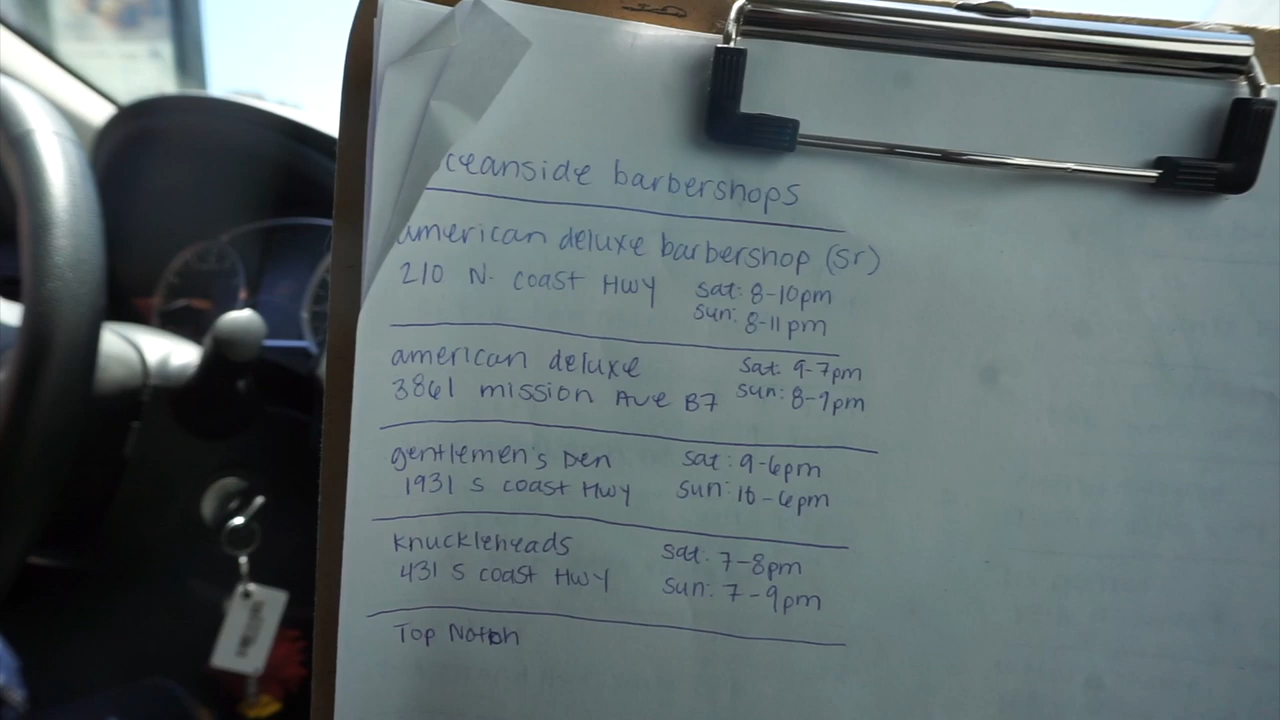 ceanside barbershops
american deluxe barbershop (Sr)
210 N. coast Hwy sat: 8-10pm
sun: 8-11pm
american deluxe sat: 9-7pm
3861 mission Ave B7 sun: 8-9pm
gentlemen's Den sat: 9-6pm
1931 S coast Hwy sun: 10-6pm
knuckleheads sat: 7-8pm
431 S coast Hwy sun: 7-9pm
Top Notch